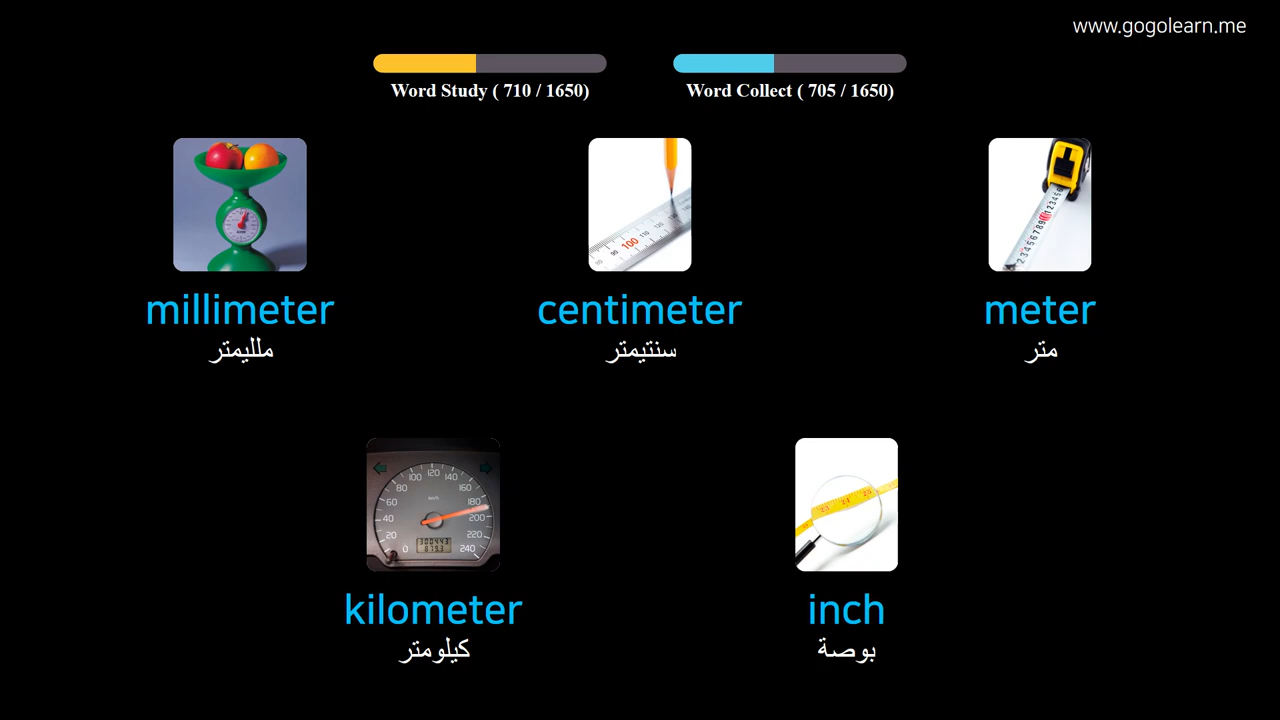 www.gogolearn.me
Word Study ( 710 / 1650)
Word Collect ( 705 / 1650)
millimeter
ملليمتر
centimeter
سنتيمتر
meter
متر
kilometer
كيلومتر
inch
بوصة